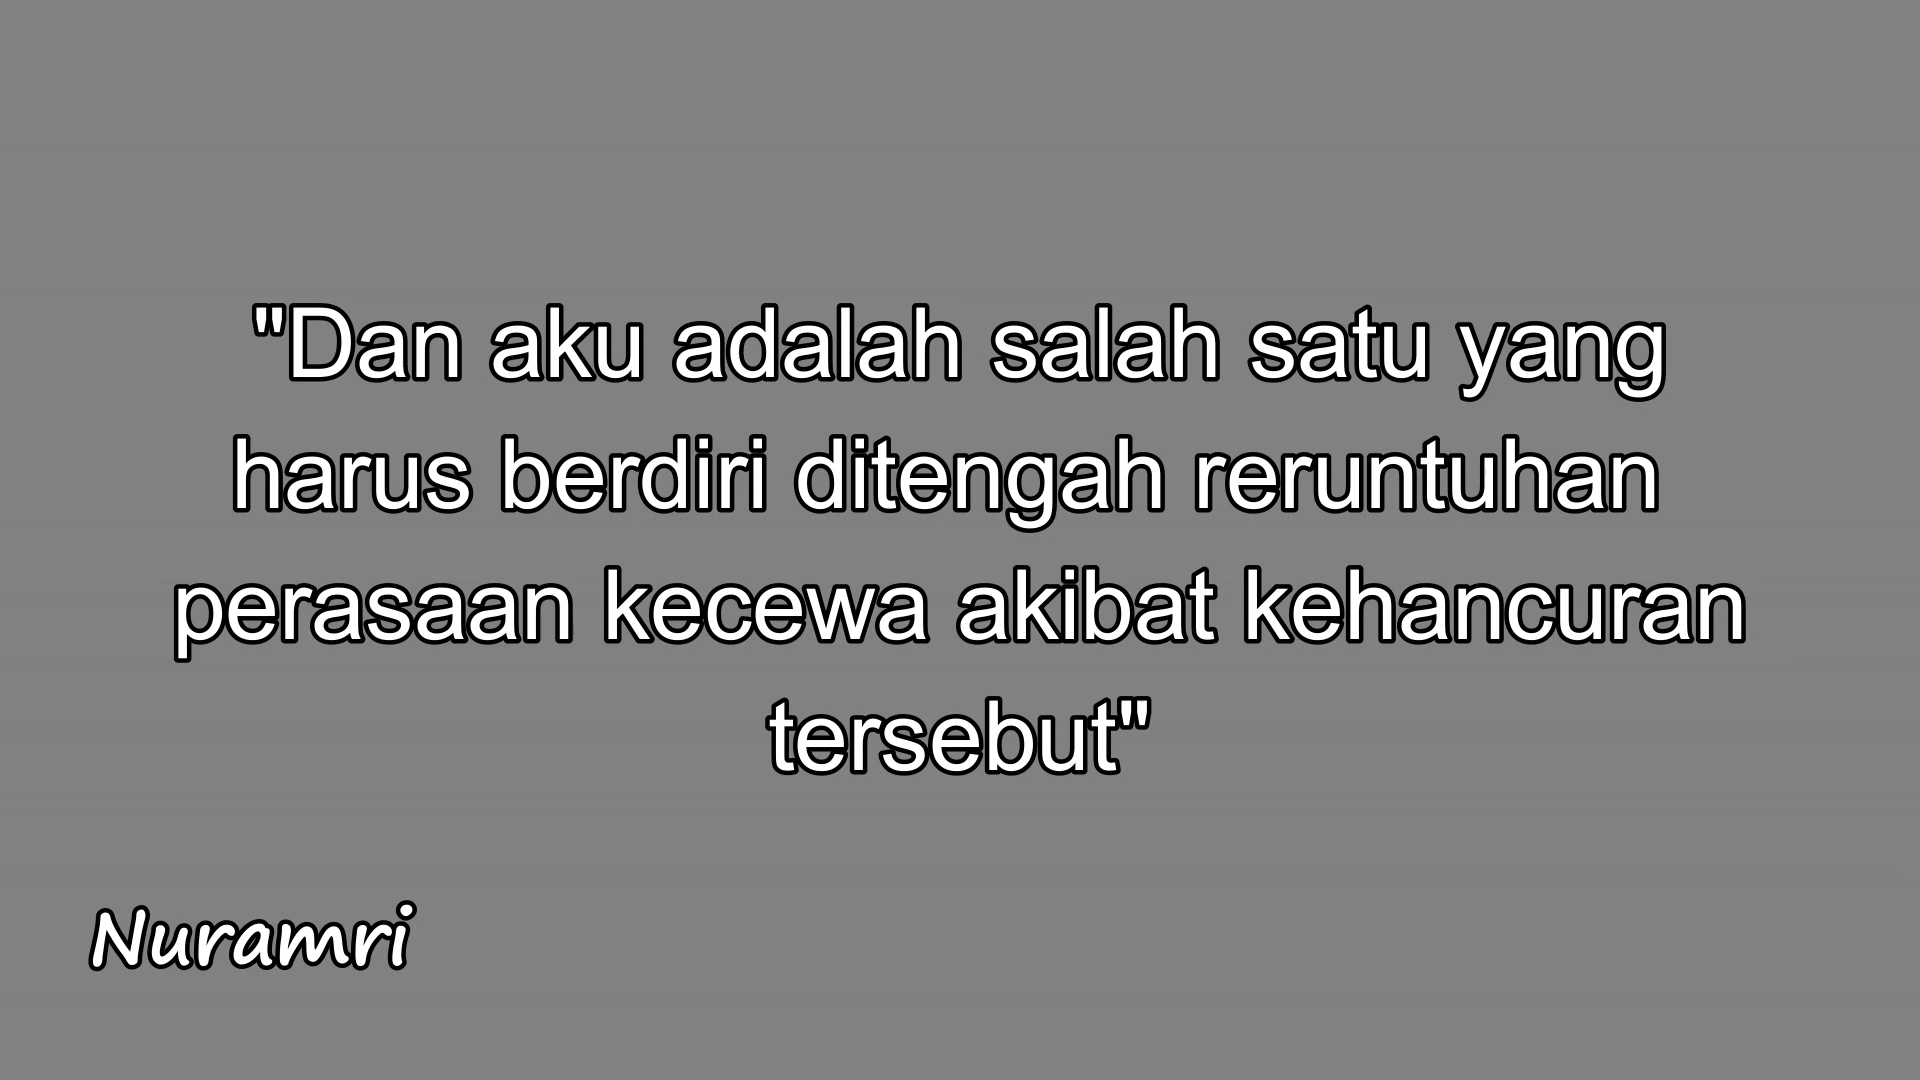 "Dan aku adalah salah satu yang
harus berdiri ditengah reruntuhan
perasaan kecewa akibat kehancuran
tersebut"
Nuramri